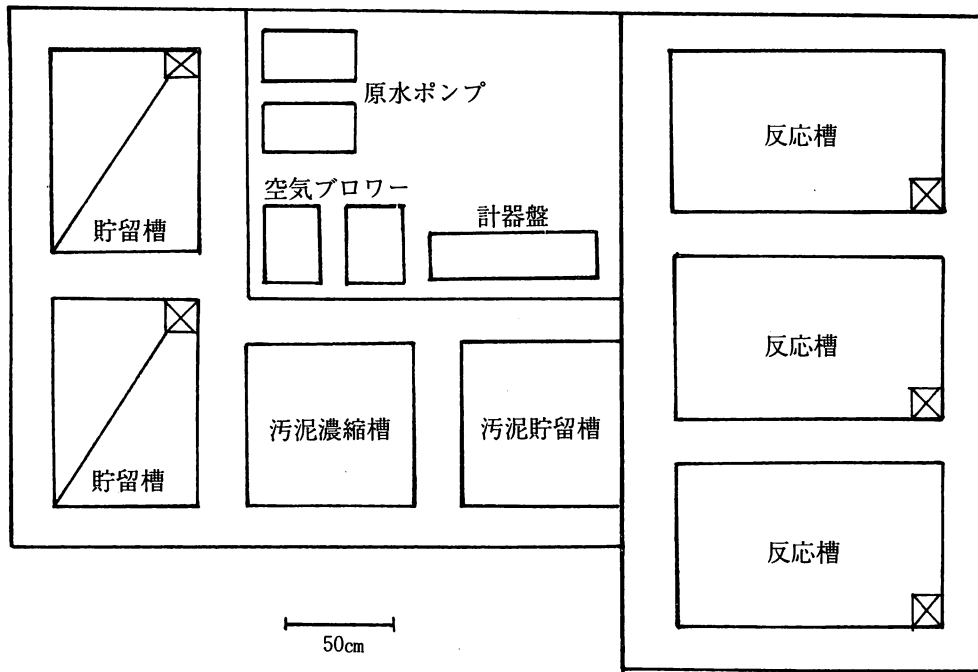 原水ポンプ
空気ブロワー
計器盤
貯留槽
貯留槽
汚泥濃縮槽
汚泥貯留槽
反応槽
反応槽
反応槽
50cm